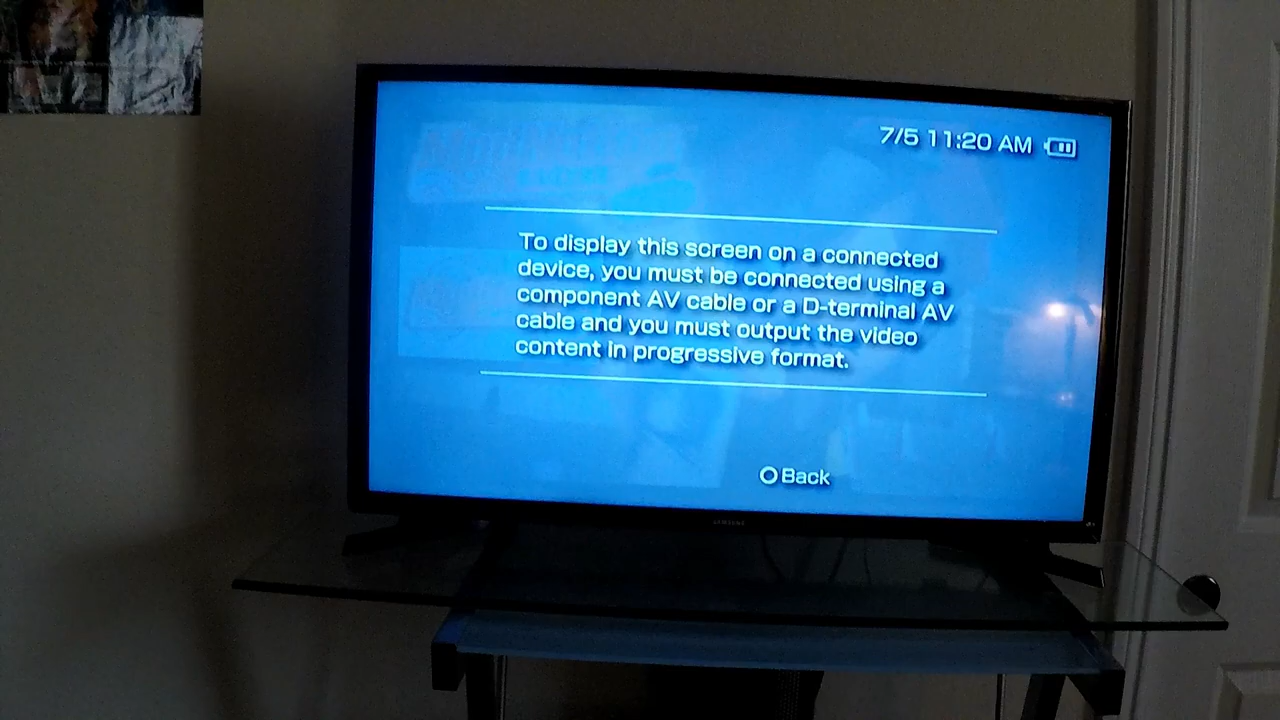 7/5 11:20 AM
To display this screen on a connected
device, you must be connected using a
component AV cable or a D-terminal AV
cable and you must output the video
content in progressive format.
Back
SAMSUNG